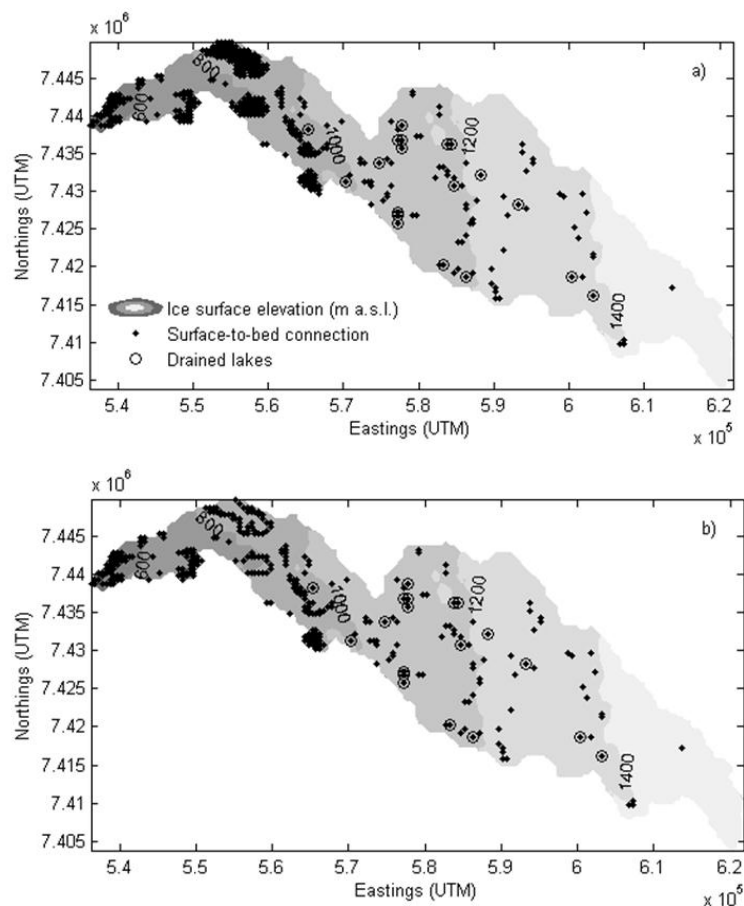 x 10⁶
a)
7.445
7.44
7.435
7.43
7.425
7.42
7.415
7.41
7.405
Northings (UTM)
600
800
1000
1200
1400
Ice surface elevation (m a.s.l.)
Surface-to-bed connection
Drained lakes
5.4 5.5 5.6 5.7 5.8 5.9 6 6.1 6.2
Eastings (UTM)
x 10⁵
x 10⁶
b)
7.445
7.44
7.435
7.43
7.425
7.42
7.415
7.41
7.405
Northings (UTM)
600
800
1000
1200
1400
5.4 5.5 5.6 5.7 5.8 5.9 6 6.1 6.2
Eastings (UTM)
x 10⁵